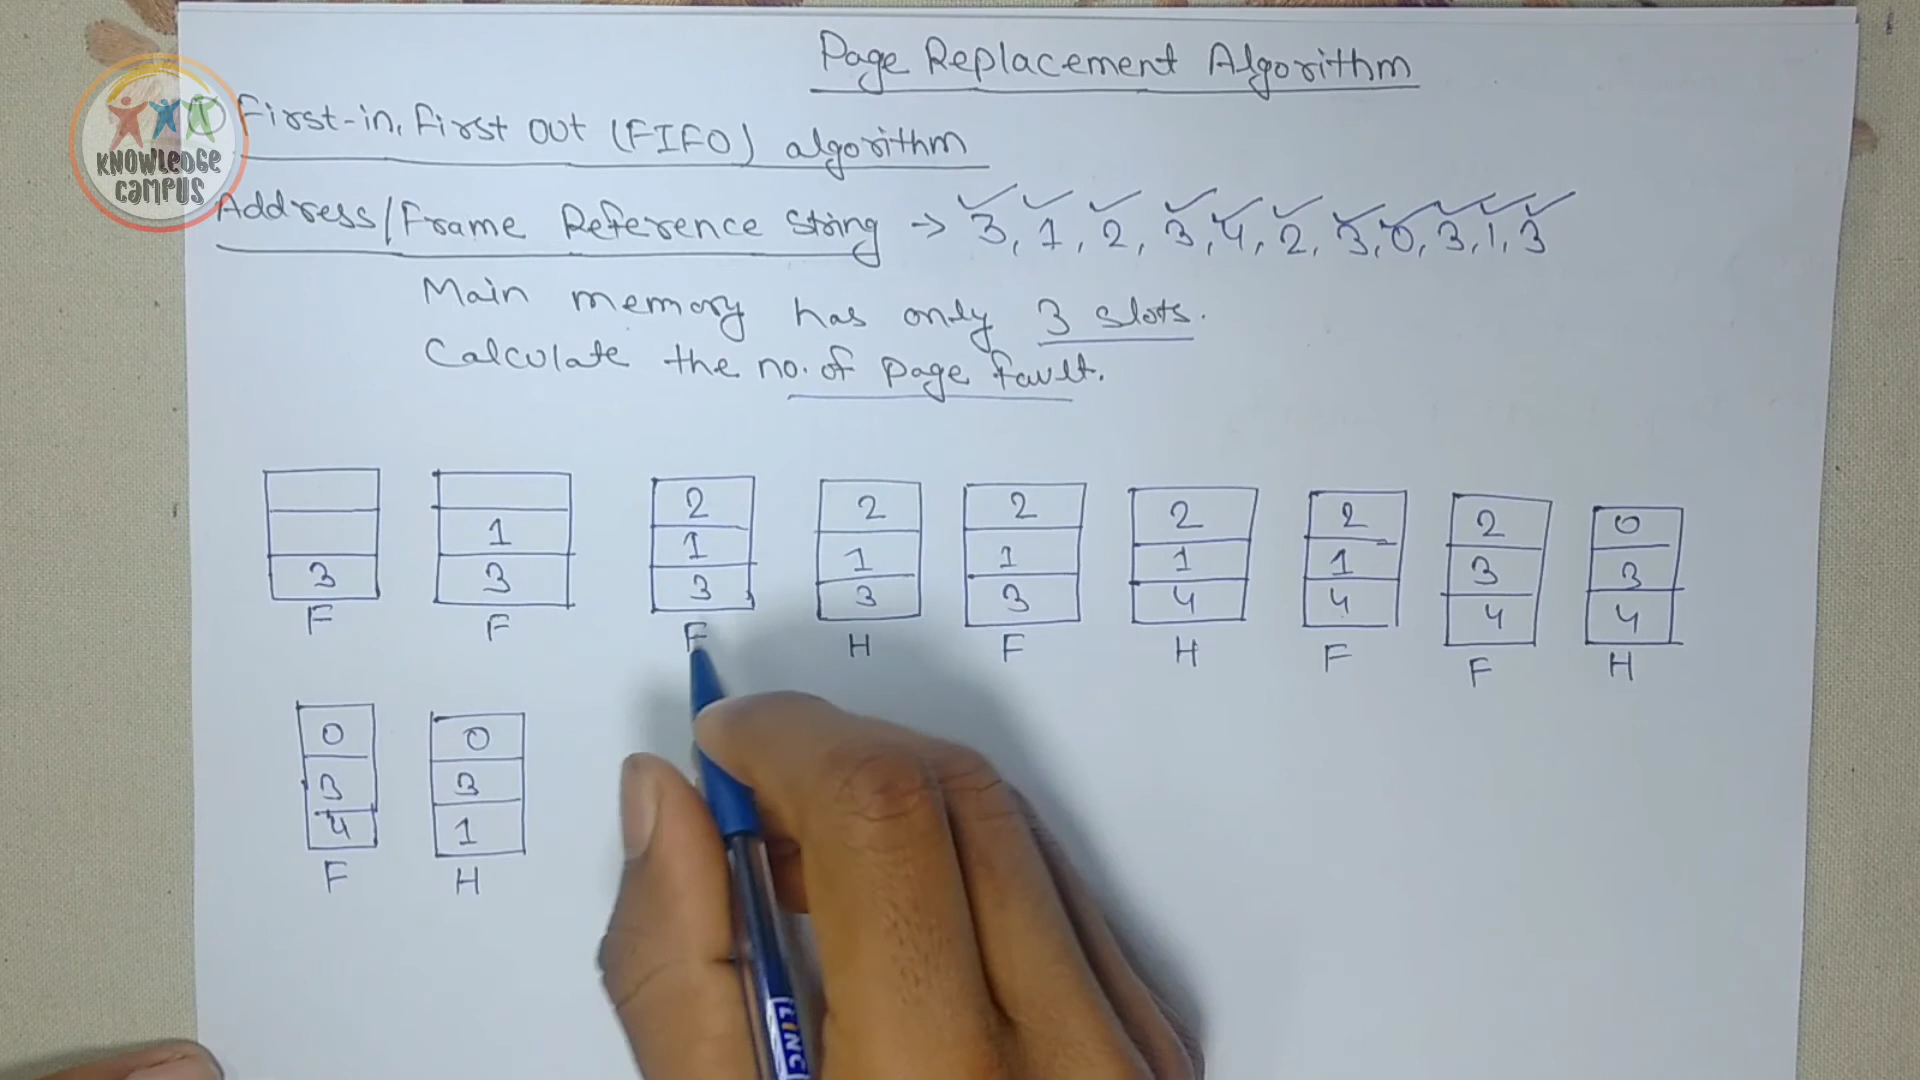 Page Replacement Algorithm
First-in, First Out (FIFO) algorithm
KNOWLEDGE
CAMPUS
Address/Frame Reference String → 3, 1, 2, 3, 4, 2, 3, 0, 3, 1, 3
Main memory has only 3 slots.
Calculate the no. of page fault.
3
F
1
3
F
2
1
3
F
2
1
3
H
2
1
3
F
2
1
4
H
2
1
4
F
2
3
4
F
0
3
4
H
0
3
4
F
0
3
1
H
LINC